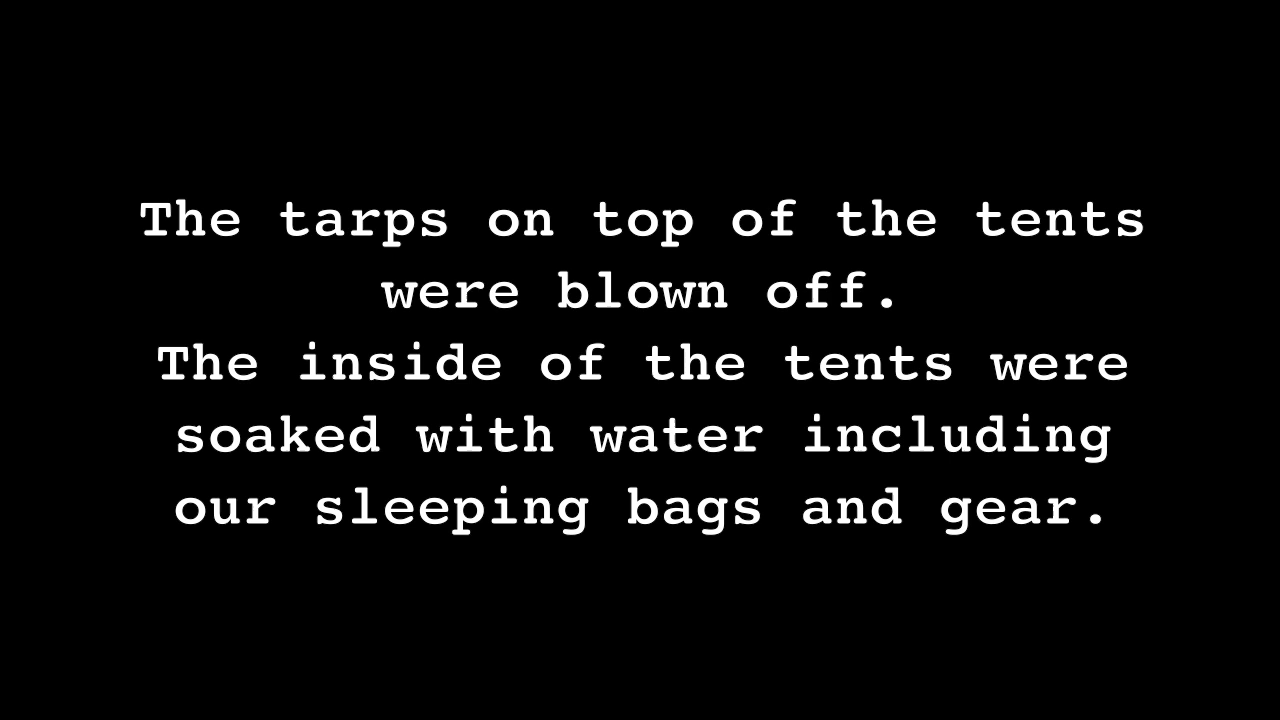 The tarps on top of the tents
were blown off.
The inside of the tents were
soaked with water including
our sleeping bags and gear.